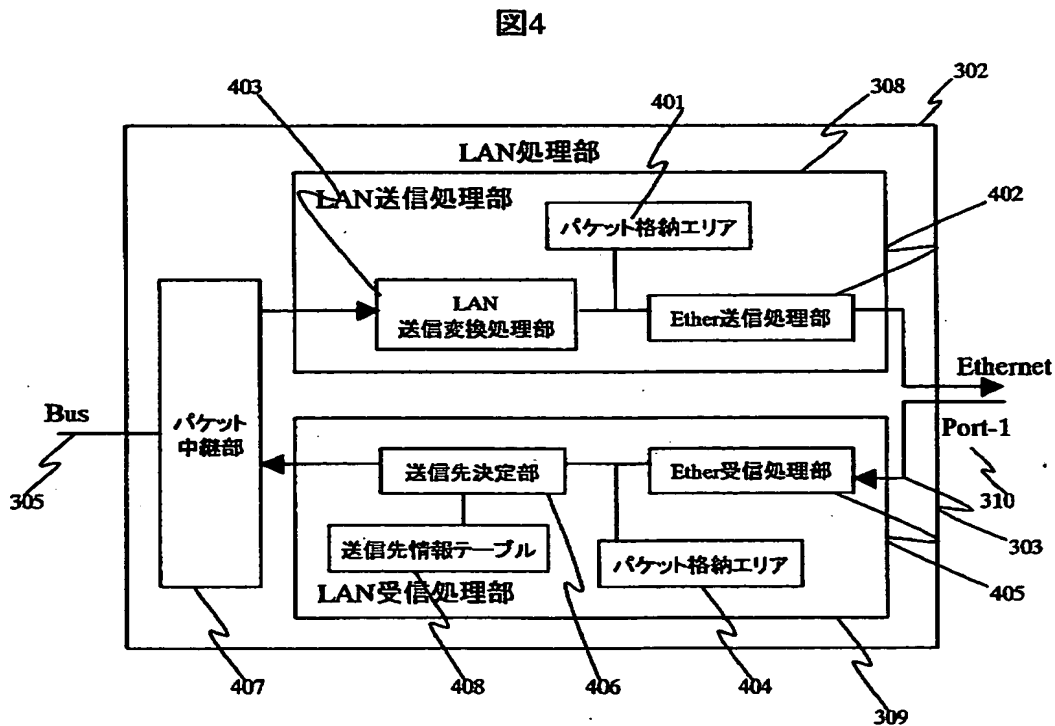 図4
403
401
308
302
LAN処理部
LAN送信処理部
402
パケット格納エリア
LAN
送信変換処理部
Ether送信処理部
Ethernet
Bus
パケット
中継部
Port-1
送信先決定部
Ether受信処理部
305
310
303
送信先情報テーブル
パケット格納エリア
405
LAN受信処理部
407
408
406
404
309